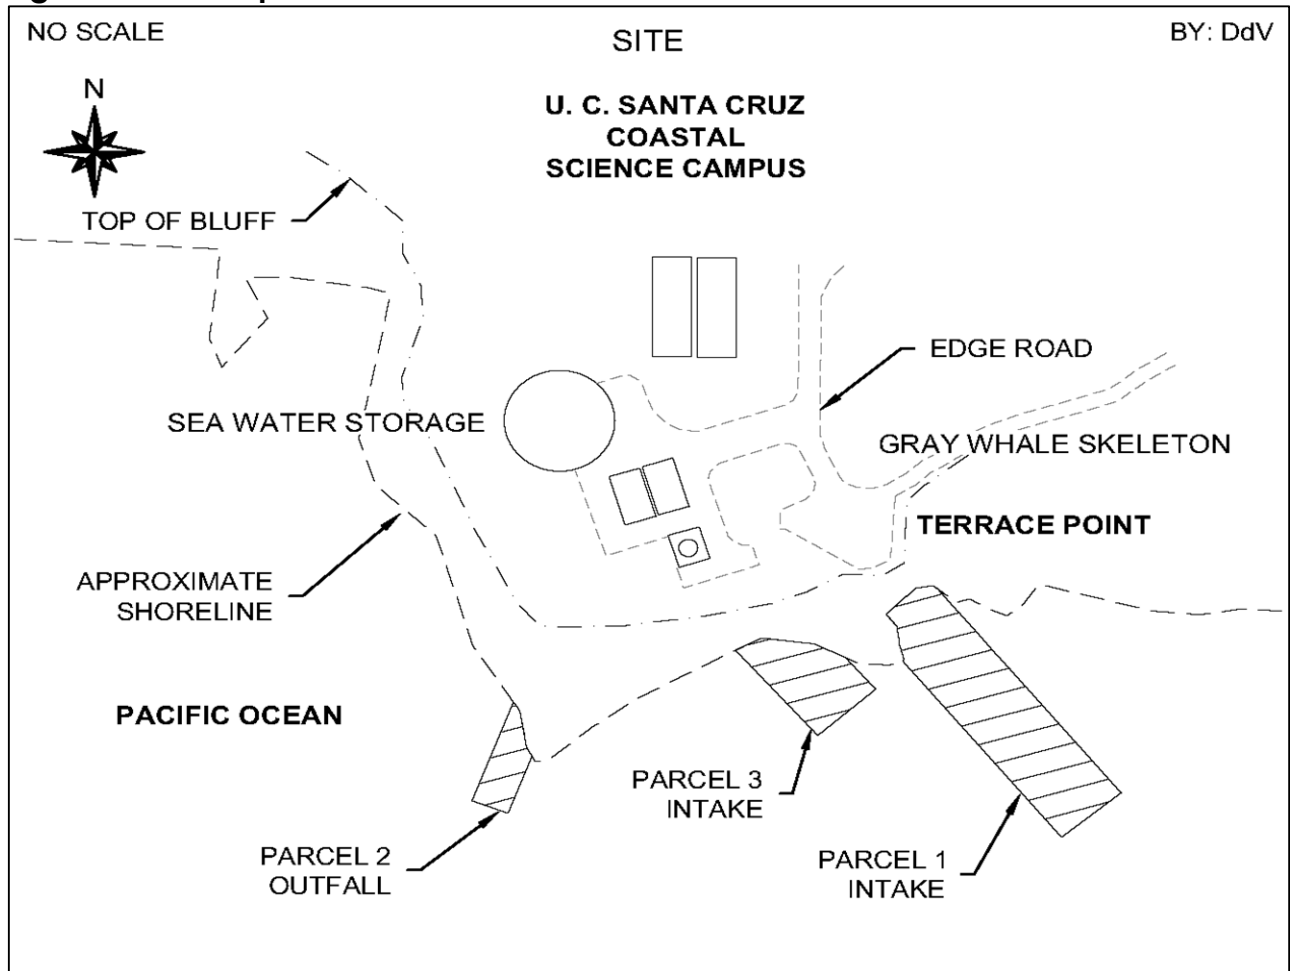 NO SCALE
SITE
BY: DdV
U. C. SANTA CRUZ
COASTAL
SCIENCE CAMPUS
N
TOP OF BLUFF
EDGE ROAD
SEA WATER STORAGE
GRAY WHALE SKELETON
TERRACE POINT
APPROXIMATE
SHORELINE
PACIFIC OCEAN
PARCEL 3
INTAKE
PARCEL 2
OUTFALL
PARCEL 1
INTAKE